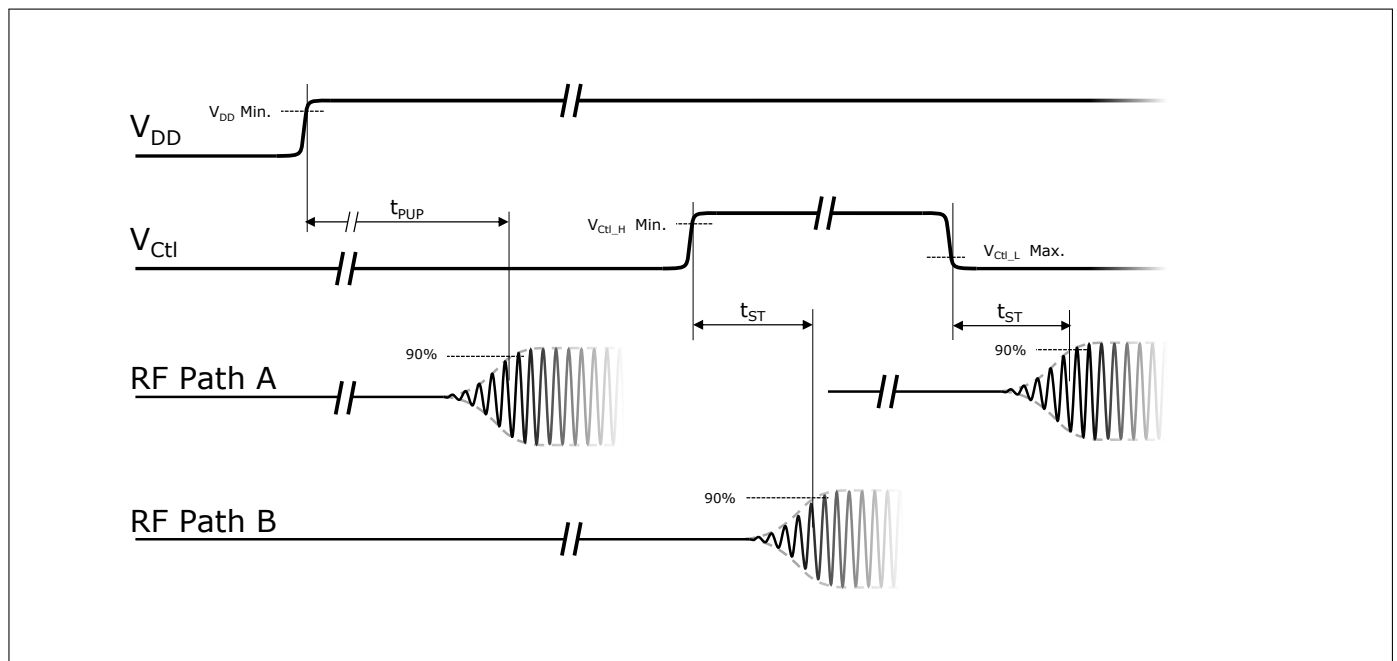 V_DD Min.
V_DD
t_PUP
V_Ctl_H Min.
V_Ctl
V_Ctl_L Max.
t_ST
t_ST
90%
90%
RF Path A
90%
RF Path B